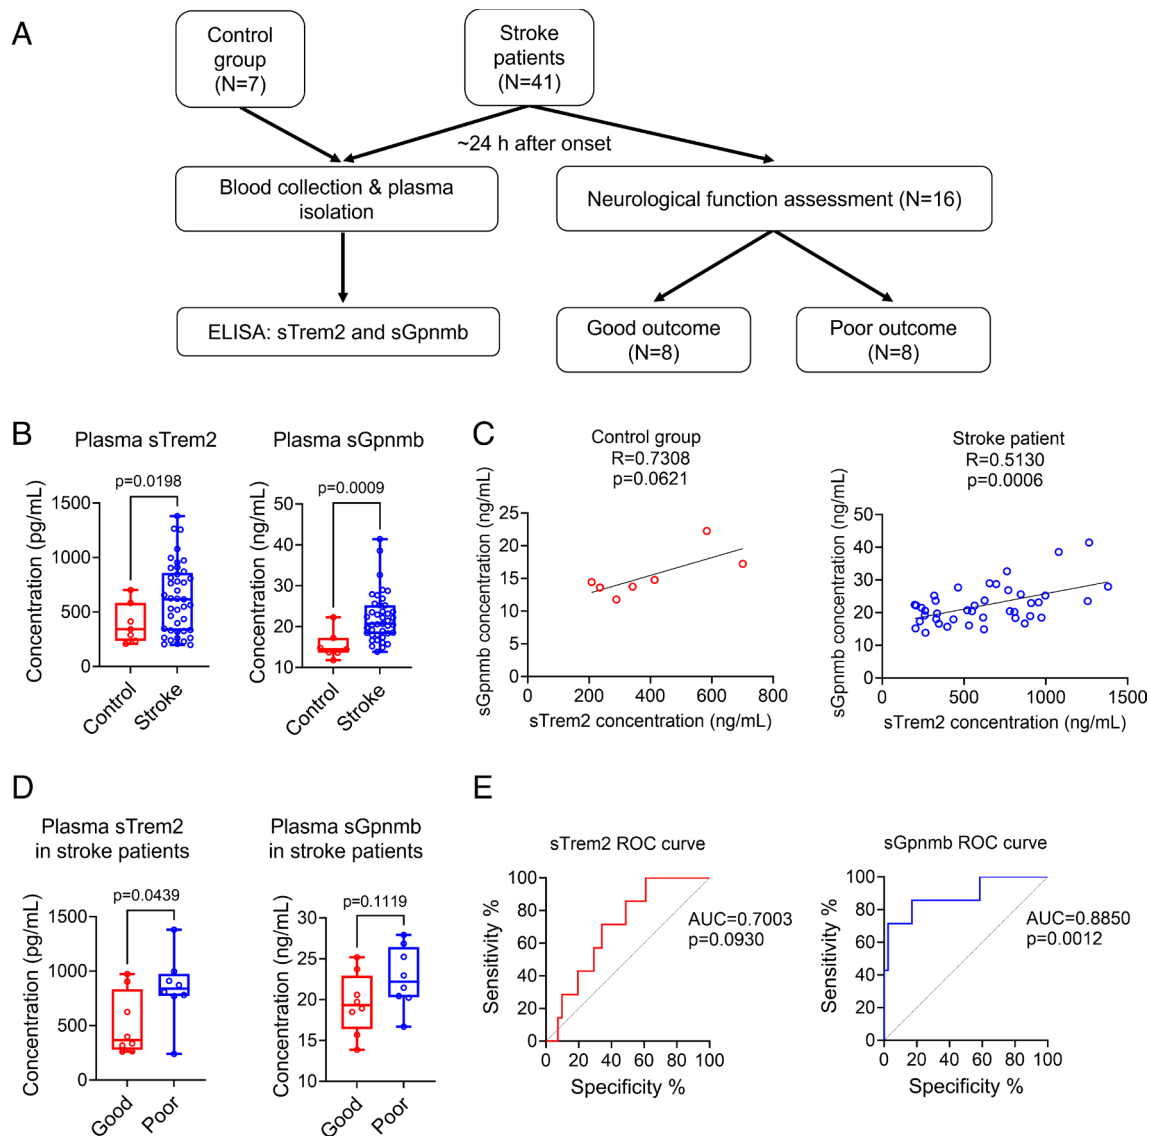 A
Control
group
(N=7)
Stroke
patients
(N=41)
~24 h after onset
Blood collection & plasma
isolation
Neurological function assessment (N=16)
ELISA: sTrem2 and sGpnmb
Good outcome
(N=8)
Poor outcome
(N=8)
B
Plasma sTrem2
p=0.0198
Concentration (pg/mL)
1500
1000
500
0
Control
Stroke
Plasma sGpnmb
p=0.0009
Concentration (ng/mL)
50
40
30
20
10
Control
Stroke
C
Control group
R=0.7308
p=0.0621
sGpnmb concentration (ng/mL)
25
20
15
10
5
0
0
200
400
600
800
sTrem2 concentration (ng/mL)
Stroke patient
R=0.5130
p=0.0006
sGpnmb concentration (ng/mL)
50
40
30
20
10
0
0
500
1000
1500
sTrem2 concentration (ng/mL)
D
Plasma sTrem2
in stroke patients
p=0.0439
Concentration (pg/mL)
1500
1000
500
0
Good
Poor
Plasma sGpnmb
in stroke patients
p=0.1119
Concentration (ng/mL)
30
25
20
15
10
Good
Poor
E
sTrem2 ROC curve
Sensitivity %
100
80
60
40
20
0
AUC=0.7003
p=0.0930
0
20
40
60
80
100
Specificity %
sGpnmb ROC curve
Sensitivity %
100
80
60
40
20
0
AUC=0.8850
p=0.0012
0
20
40
60
80
100
Specificity %